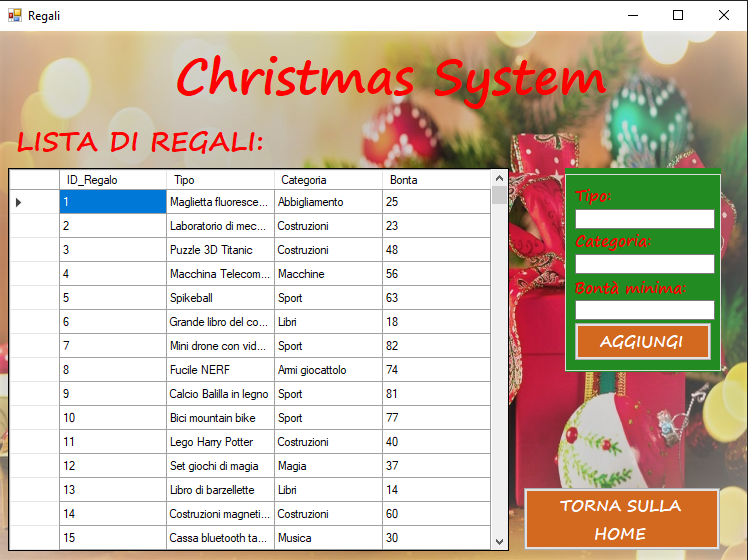 Regali
Christmas System
LISTA DI REGALI:
ID_Regalo Tipo Categoria Bonta
1 Maglietta fluoresce... Abbigliamento 25
2 Laboratorio di mec... Costruzioni 23
3 Puzzle 3D Titanic Costruzioni 48
4 Macchina Telecom... Macchine 56
5 Spikeball Sport 63
6 Grande libro del co... Libri 18
7 Mini drone con vid... Sport 82
8 Fucile NERF Armi giocattolo 74
9 Calcio Balilla in legno Sport 81
10 Bici mountain bike Sport 77
11 Lego Harry Potter Costruzioni 40
12 Set giochi di magia Magia 37
13 Libro di barzellette Libri 14
14 Costruzioni magneti... Costruzioni 60
15 Cassa bluetooth ta... Musica 30
Tipo:
Categoria:
Bontà minima:
AGGIUNGI
TORNA SULLA
HOME